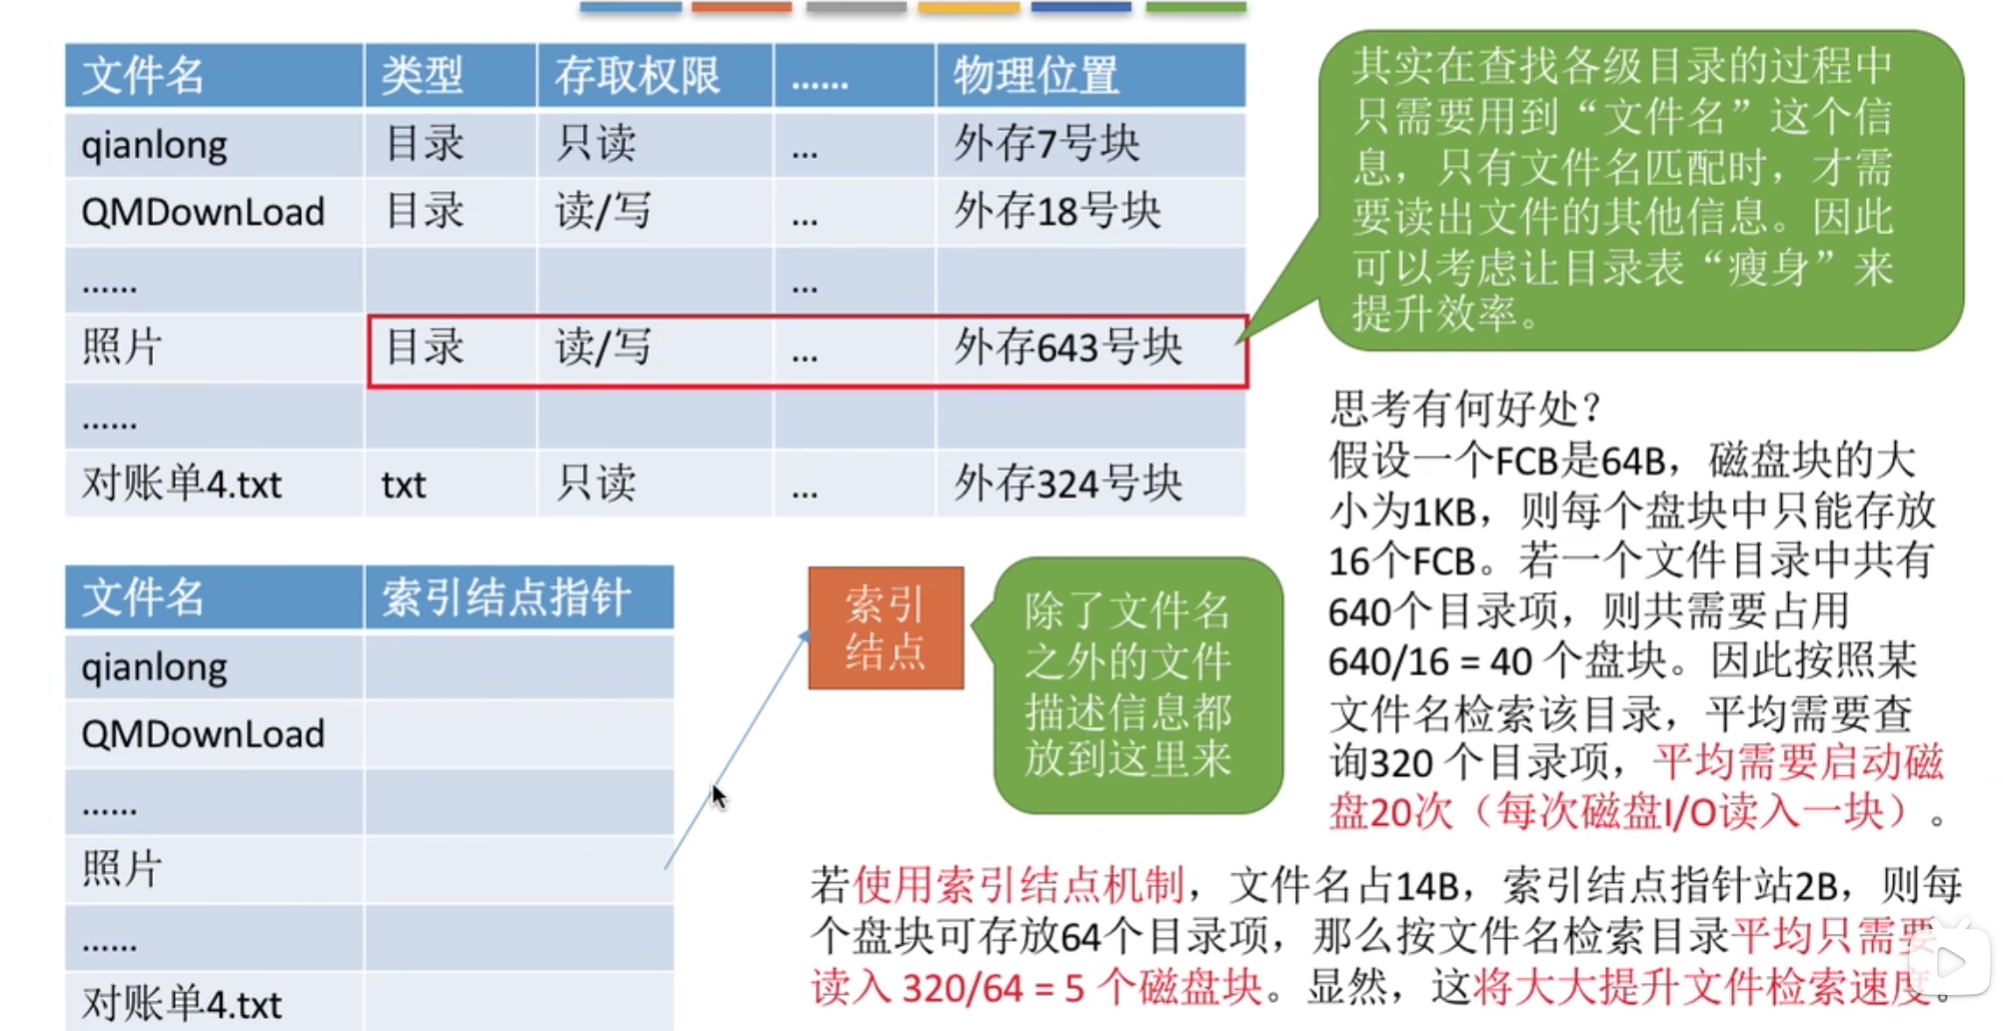 文件名 类型 存取权限 …… 物理位置
qianlong 目录 只读 … 外存7号块
QMDownLoad 目录 读/写 … 外存18号块
…… …
照片 目录 读/写 … 外存643号块
……
对账单4.txt txt 只读 … 外存324号块
其实在查找各级目录的过程中
只需要用到“文件名”这个信
息，只有文件名匹配时，才需
要读出文件的其他信息。因此
可以考虑让目录表“瘦身”来
提升效率。
文件名 索引结点指针
qianlong
QMDownLoad
……
照片
……
对账单4.txt
索引
结点
除了文件名
之外的文件
描述信息都
放到这里来
思考有何好处？
假设一个FCB是64B，磁盘块的大
小为1KB，则每个盘块中只能存放
16个FCB。若一个文件目录中共有
640个目录项，则共需要占用
640/16 = 40 个盘块。因此按照某
文件名检索该目录，平均需要查
询320 个目录项，平均需要启动磁
盘20次（每次磁盘I/O读入一块）。
若使用索引结点机制，文件名占14B，索引结点指针站2B，则每
个盘块可存放64个目录项，那么按文件名检索目录平均只需要
读入 320/64 = 5 个磁盘块。显然，这将大大提升文件检索速度。